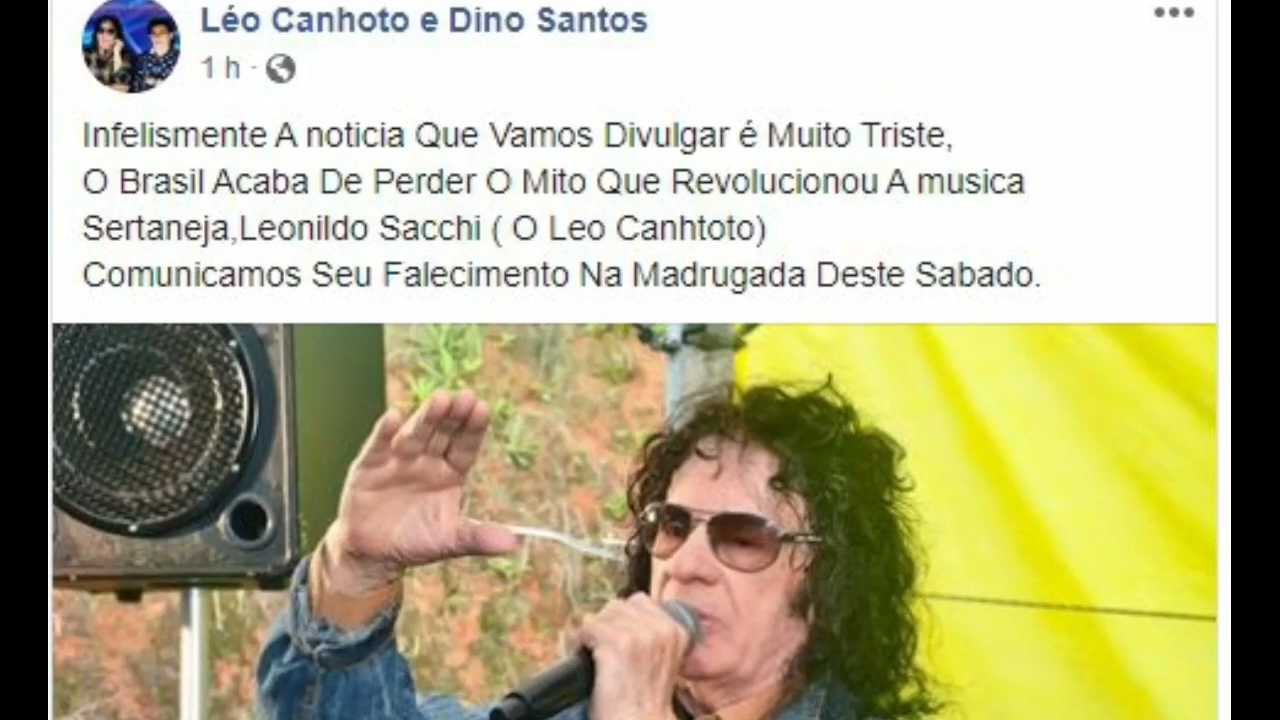 Léo Canhoto e Dino Santos
1 h ·
Infelismente A noticia Que Vamos Divulgar é Muito Triste,
O Brasil Acaba De Perder O Mito Que Revolucionou A musica
Sertaneja,Leonildo Sacchi ( O Leo Canhtoto)
Comunicamos Seu Falecimento Na Madrugada Deste Sabado.